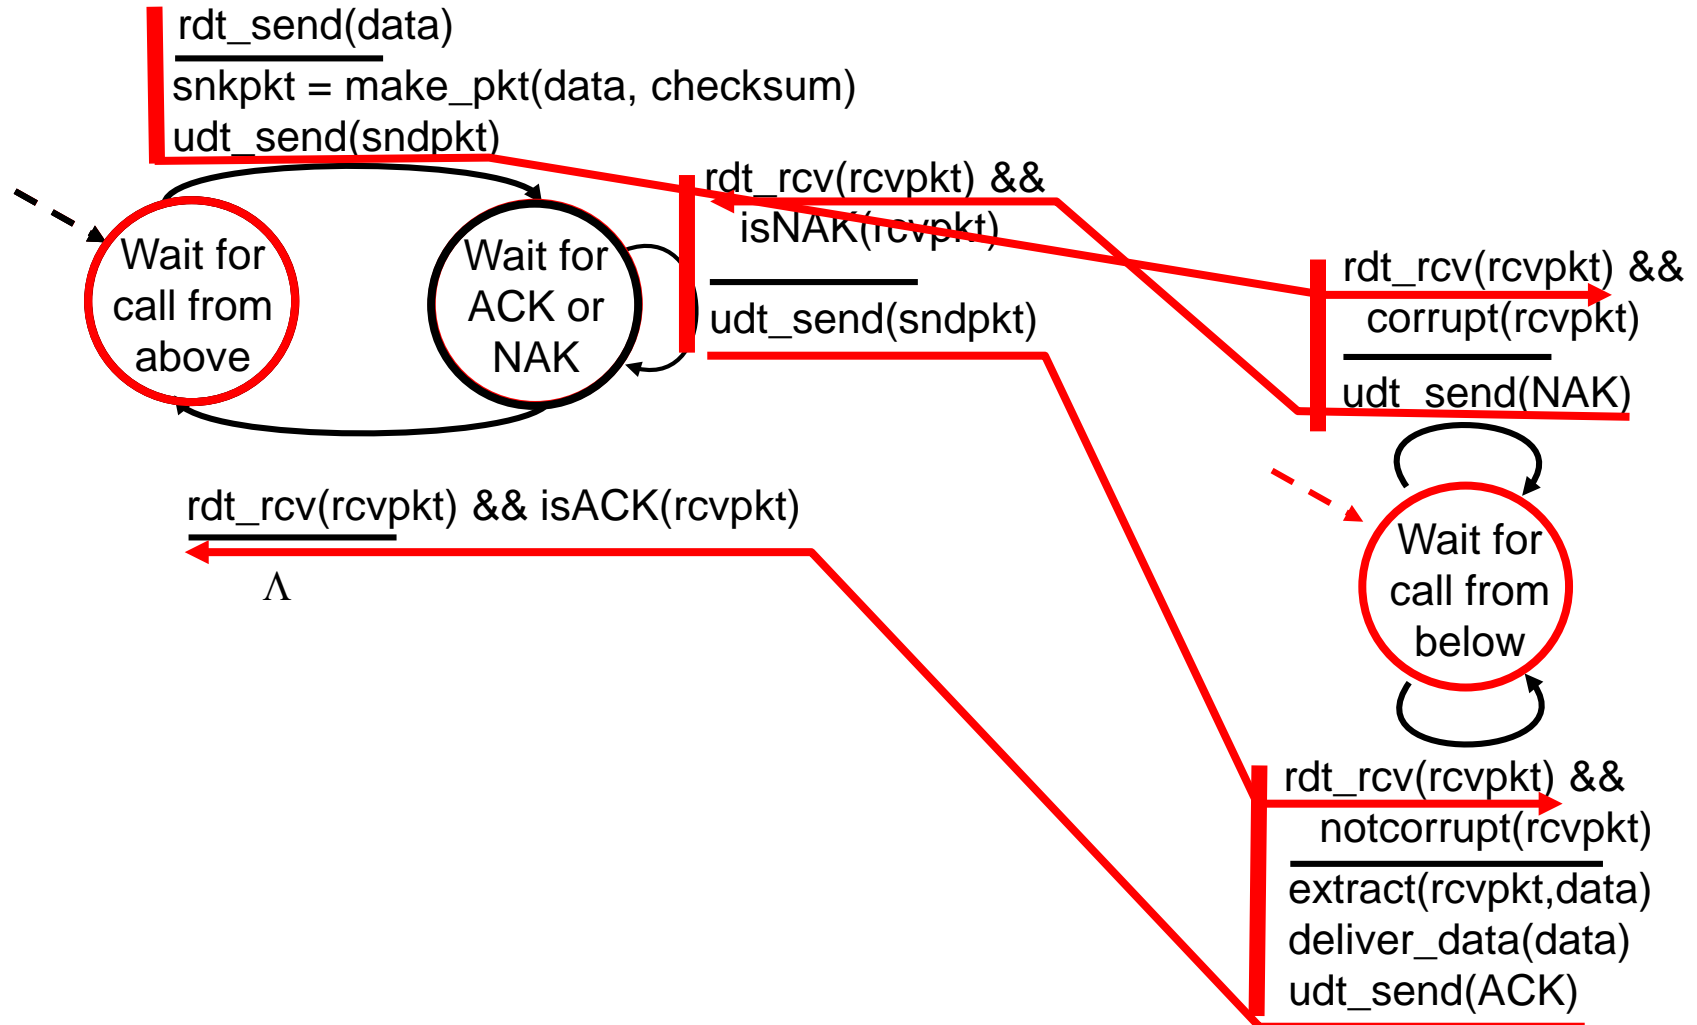 rdt_send(data)
snkpkt = make_pkt(data, checksum)
udt_send(sndpkt)
rdt_rcv(rcvpkt) &&
isNAK(rcvpkt)
udt_send(sndpkt)
Wait for
call from
above
Wait for
ACK or
NAK
rdt_rcv(rcvpkt) && isACK(rcvpkt)
Λ
rdt_rcv(rcvpkt) &&
corrupt(rcvpkt)
udt_send(NAK)
Wait for
call from
below
rdt_rcv(rcvpkt) &&
notcorrupt(rcvpkt)
extract(rcvpkt,data)
deliver_data(data)
udt_send(ACK)